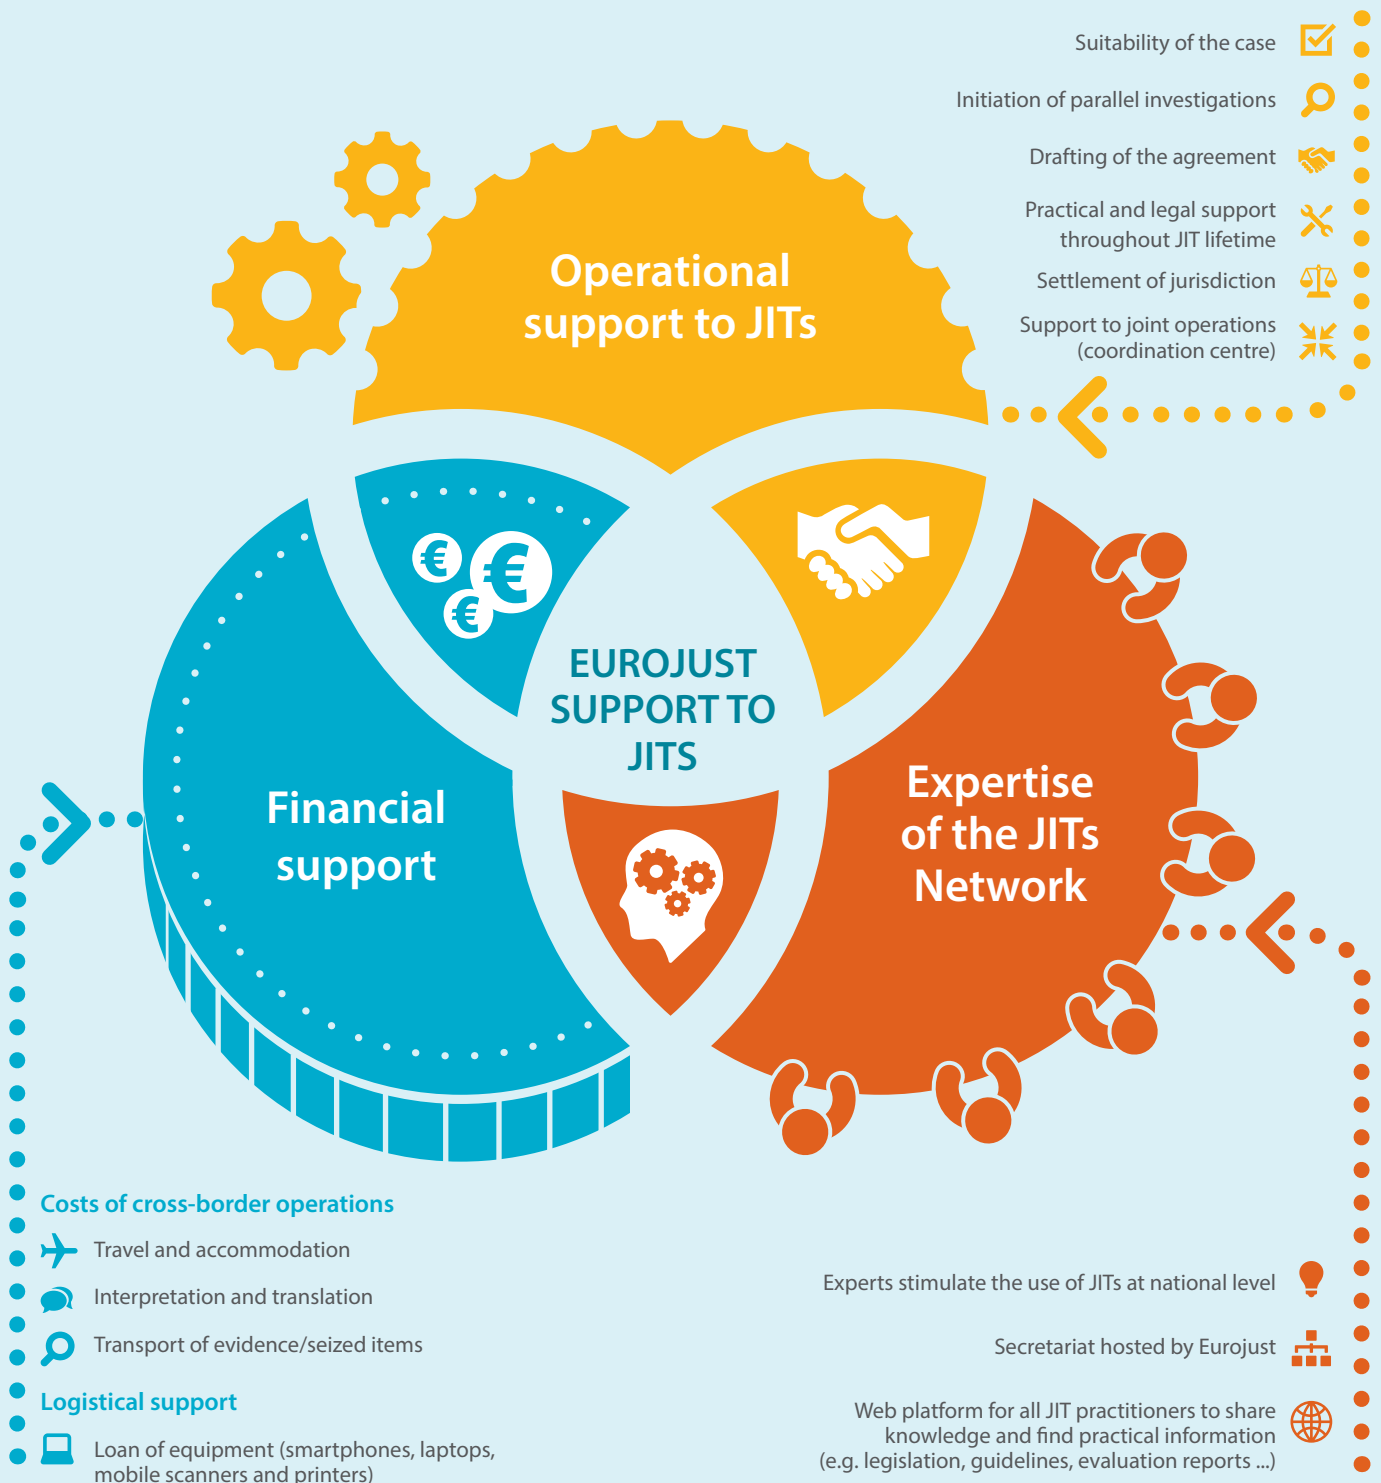 Suitability of the case
Initiation of parallel investigations
Drafting of the agreement
Practical and legal support
throughout JIT lifetime
Settlement of jurisdiction
Support to joint operations
(coordination centre)
Operational
support to JITs
€
€
€
EUROJUST
SUPPORT TO
JITS
Financial
support
Expertise
of the JITs
Network
Costs of cross-border operations
Travel and accommodation
Interpretation and translation
Transport of evidence/seized items
Logistical support
Loan of equipment (smartphones, laptops,
mobile scanners and printers)
Experts stimulate the use of JITs at national level
Secretariat hosted by Eurojust
Web platform for all JIT practitioners to share
knowledge and find practical information
(e.g. legislation, guidelines, evaluation reports ...)